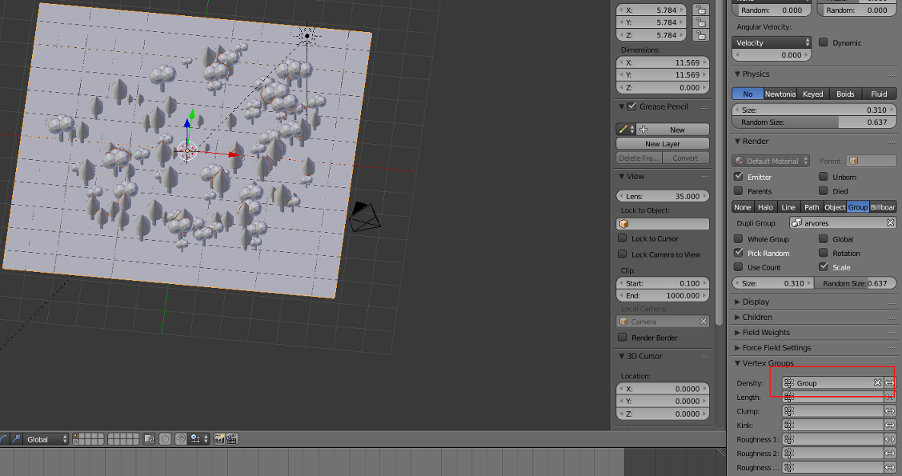 X: 5.784
Y: 5.784
Z: 5.784
Dimensions:
X: 11.569
Y: 11.569
Z: 0.000
Grease Pencil
New
New Layer
Delete Fra... Convert
View
Lens: 35.000
Lock to Object:
Lock to Cursor
Lock Camera to View
Clip:
Start: 0.100
End: 1000.000
Local Camera:
Camera
Render Border
3D Cursor
Location:
X: 0.0000
Y: 0.0000
Z: 0.0000
Global
Random: 0.000 Random: 0.000
Angular Velocity:
Velocity Dynamic
0.000
Physics
No Newtonia Keyed Boids Fluid
Size: 0.310
Random Size: 0.637
Render
Default Material Parent
Emitter Unborn
Parents Died
None Halo Line Path Object Group Billboar
Dupli Group: arvores
Whole Group Global
Pick Random Rotation
Use Count Scale
Size: 0.310 Random Size: 0.637
Display
Children
Field Weights
Force Field Settings
Vertex Groups
Density: Group
Length:
Clump:
Kink:
Roughness 1:
Roughness 2:
Roughness ...